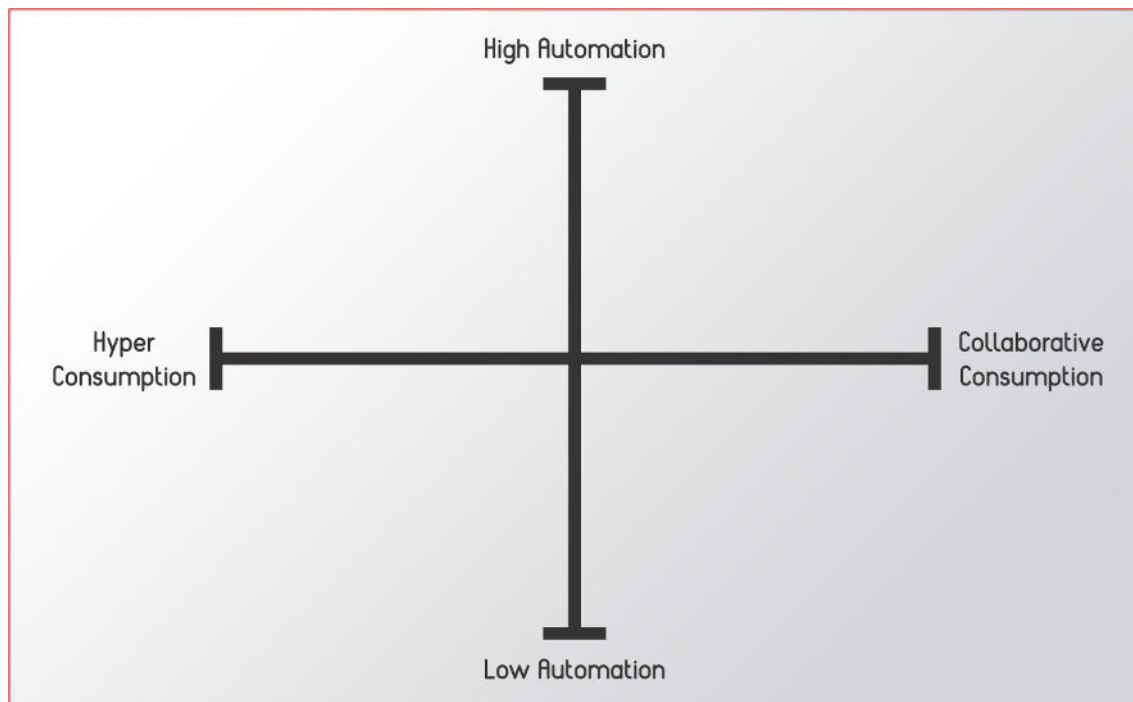 High Automation
Hyper
Consumption
Collaborative
Consumption
Low Automation